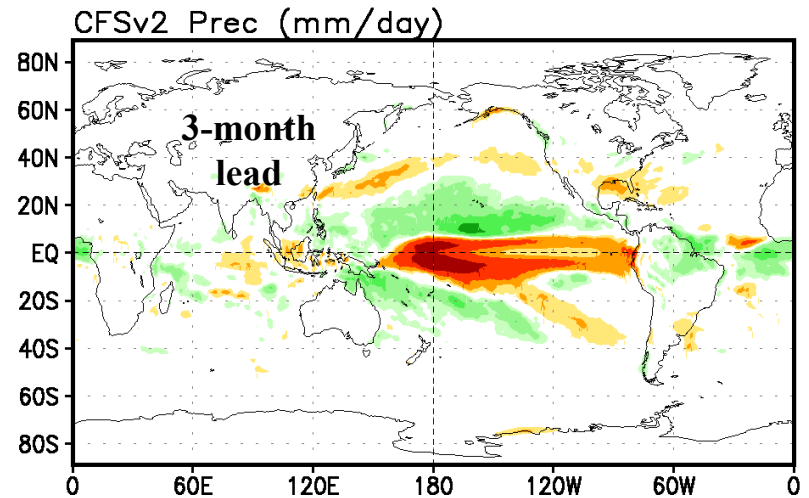 CFSv2 Prec (mm/day)
80N
60N
3-month
lead
40N
20N
EQ
20S
40S
60S
80S
0 60E 120E 180 120W 60W 0